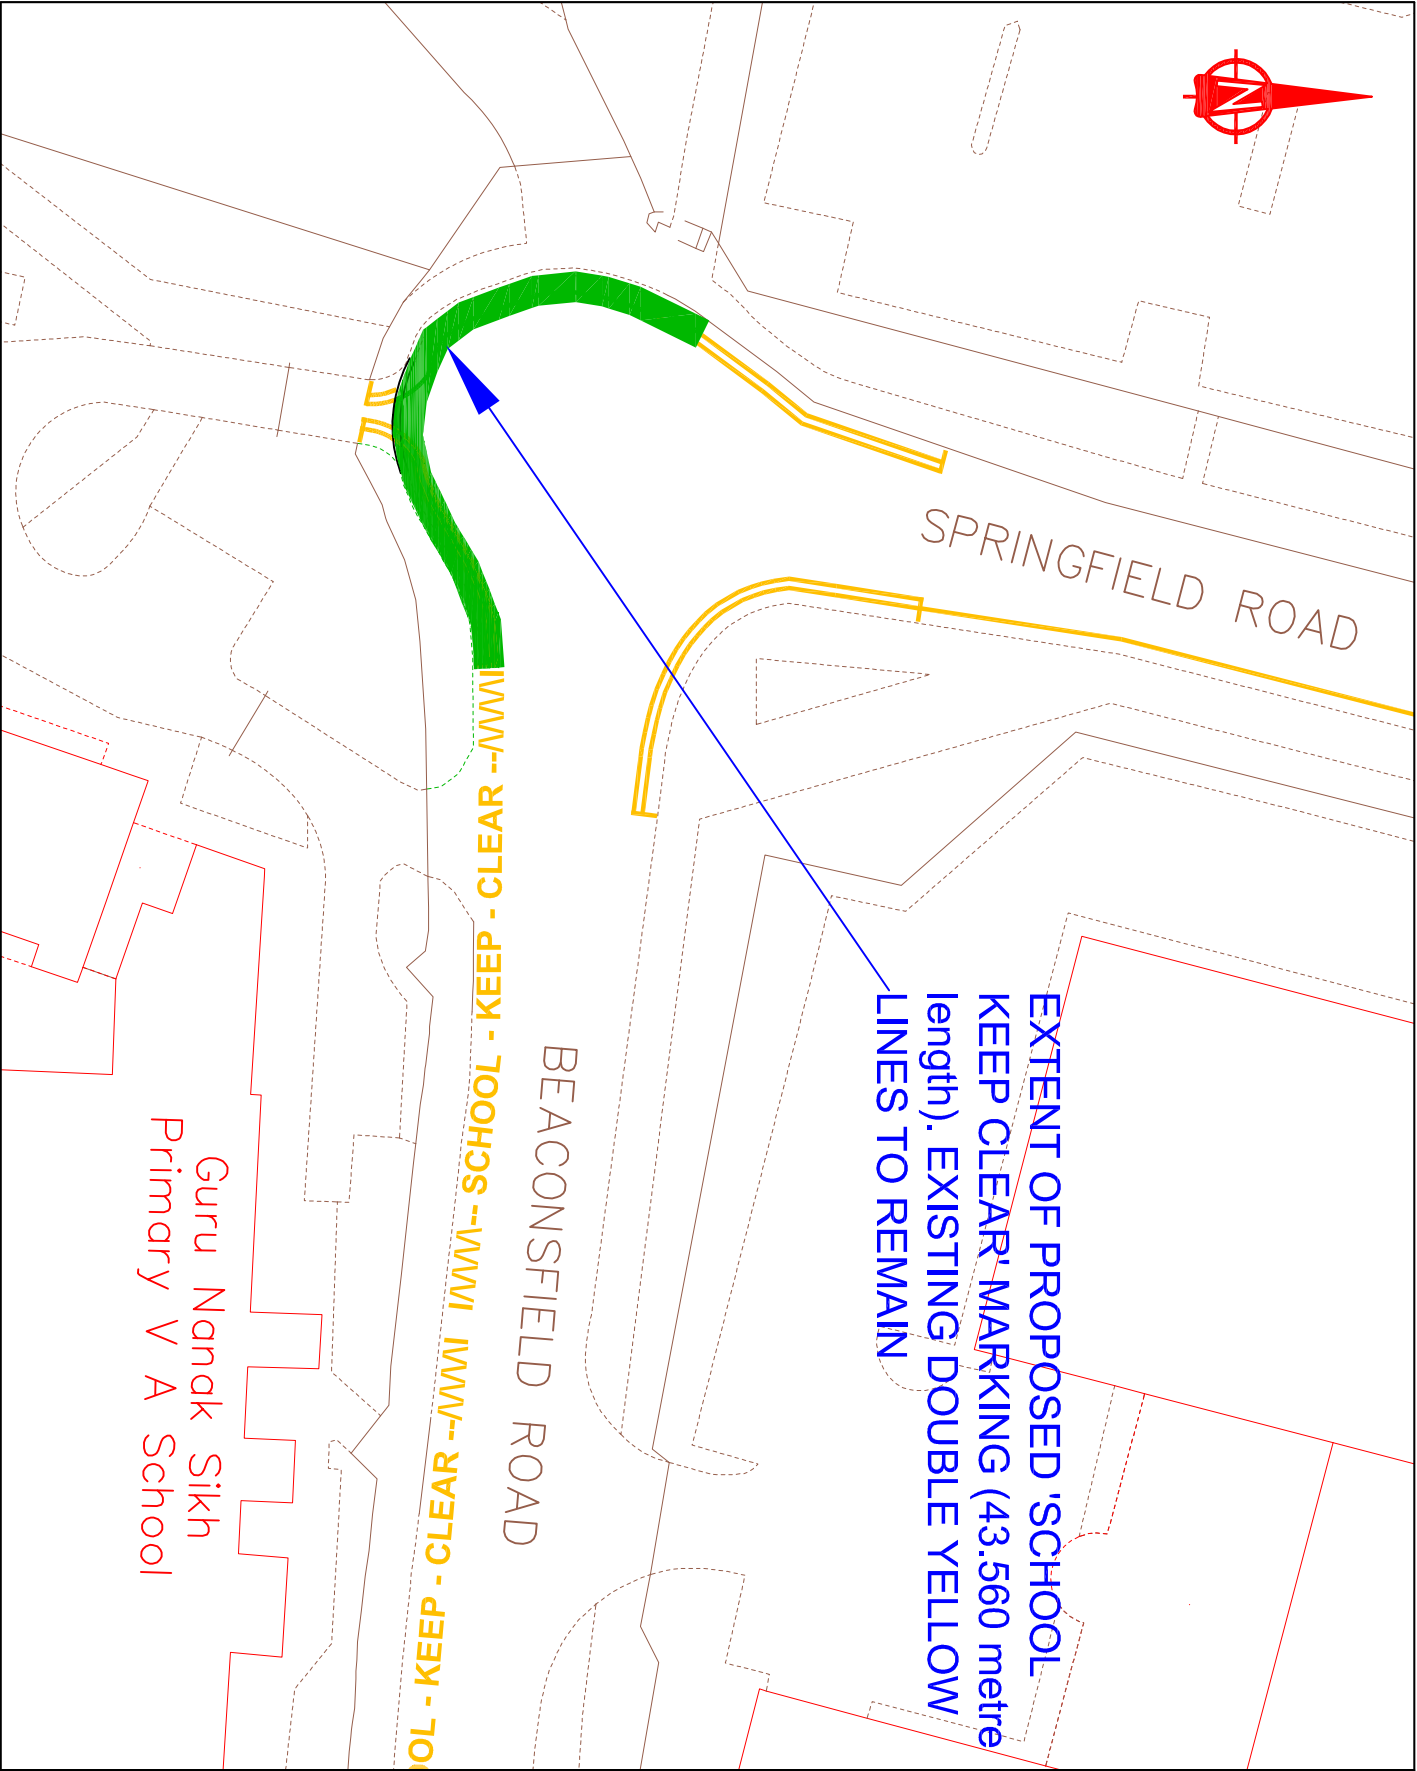 N
SPRINGFIELD ROAD
EXTENT OF PROPOSED 'SCHOOL
KEEP CLEAR' MARKING (43.560 metre
length). EXISTING DOUBLE YELLOW
LINES TO REMAIN
BEACONSFIELD ROAD
--/\/\/\/\/I
SCHOOL - KEEP - CLEAR
I/\/\/\/\/--
OL - KEEP - CLEAR --/\/\/\/\/I
Guru Nanak Sikh
Primary V A School